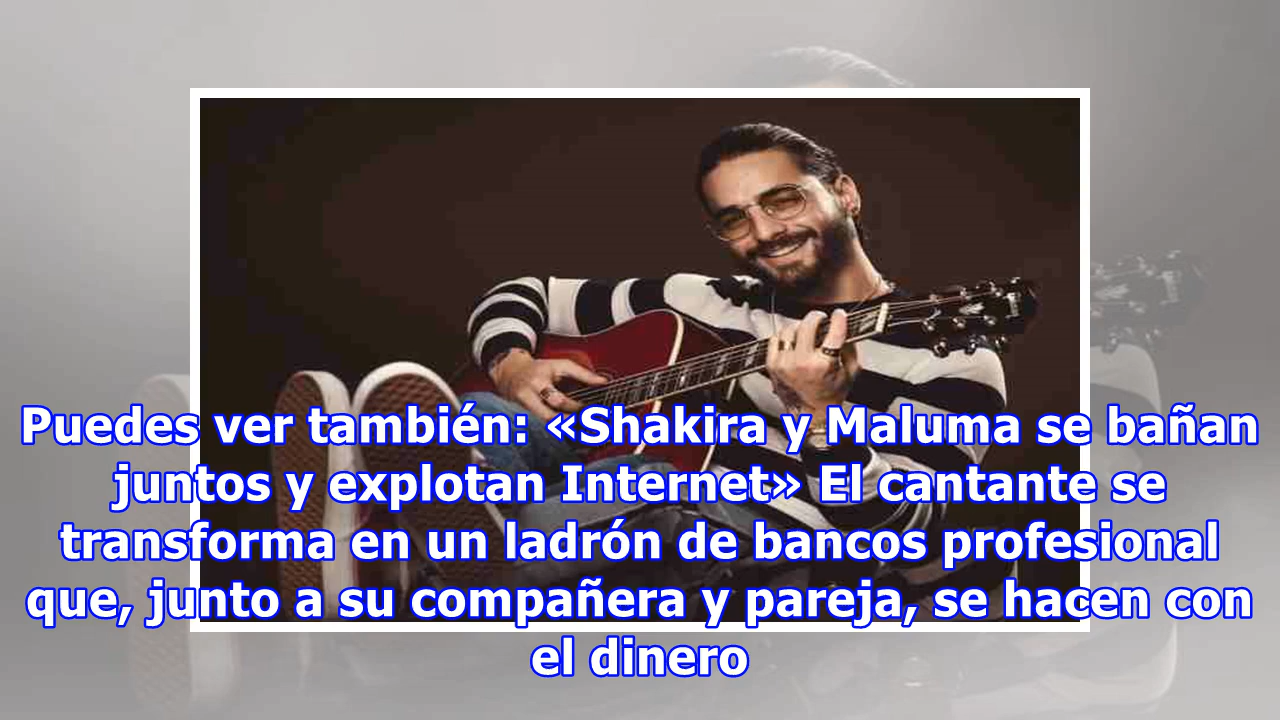 Puedes ver también: «Shakira y Maluma se bañan
juntos y explotan Internet» El cantante se
transforma en un ladrón de bancos profesional
que, junto a su compañera y pareja, se hacen con
el dinero